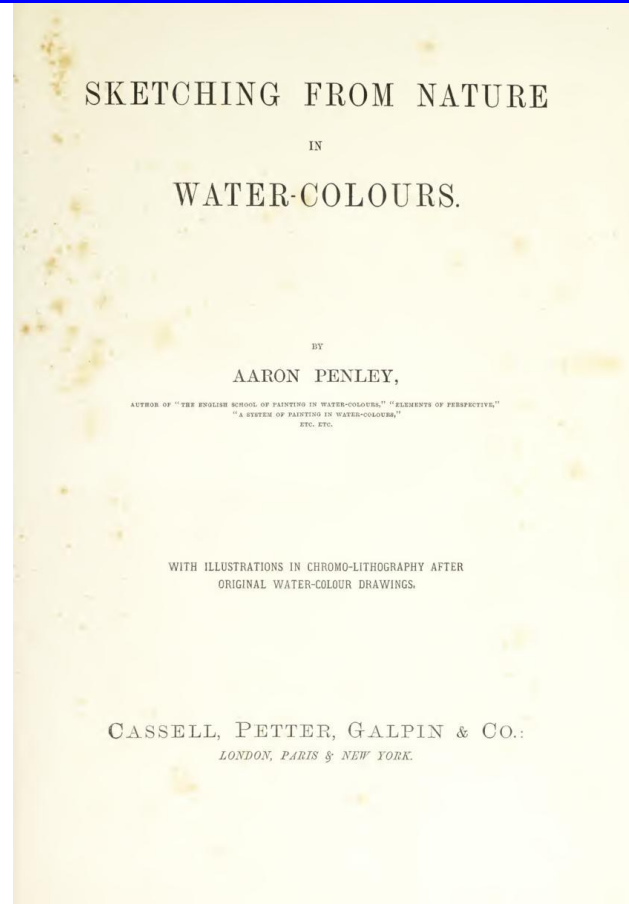 SKETCHING FROM NATURE
IN
WATER-COLOURS.
BY
AARON PENLEY,
AUTHOR OF "THE ENGLISH SCHOOL OF PAINTING IN WATER-COLOURS," "ELEMENTS OF PERSPECTIVE,"
"A SYSTEM OF PAINTING IN WATER-COLOURS,"
ETC. ETC.
WITH ILLUSTRATIONS IN CHROMO-LITHOGRAPHY AFTER
ORIGINAL WATER-COLOUR DRAWINGS.
CASSELL, PETTER, GALPIN & CO.:
LONDON, PARIS & NEW YORK.